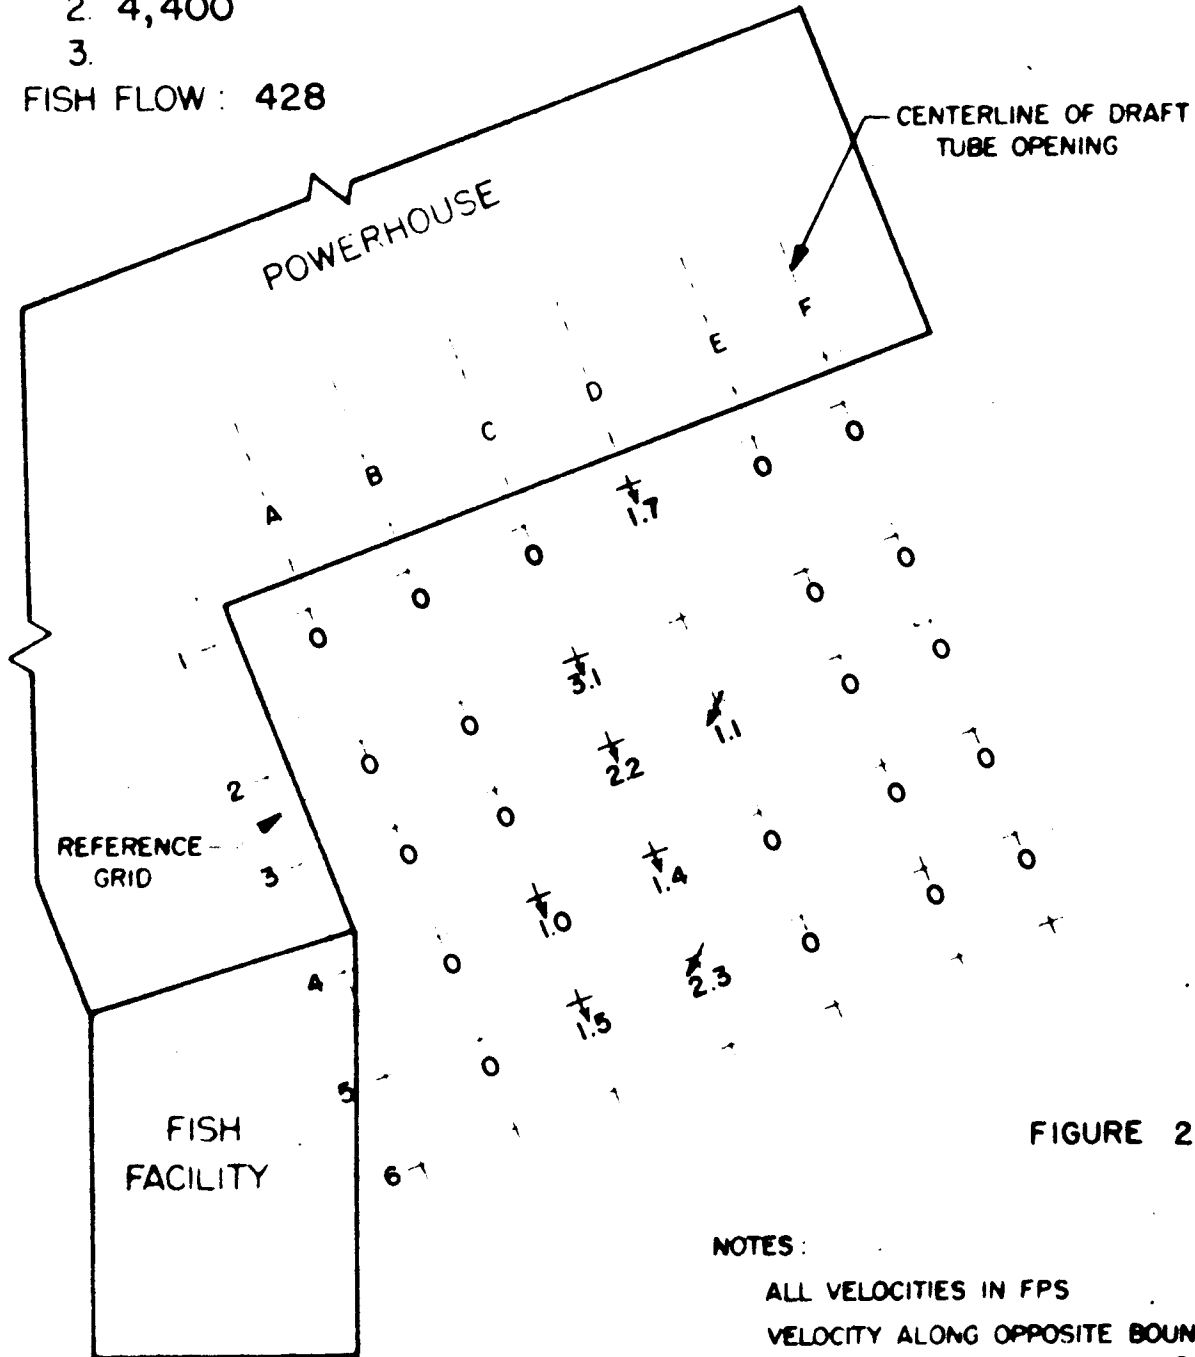 2. 4,400
3.
FISH FLOW : 428
CENTERLINE OF DRAFT
TUBE OPENING
POWERHOUSE
F
E
D
C
B
A
0
0
1.7
0
0
0
1
0
0
3.1
0
0
1.1
0
2.2
0
0
2
0
0
0
REFERENCE
GRID
3
0
1.4
0
0
1.0
0
0
4
2.3
1.5
5
0
6
FISH
FACILITY
FIGURE 2
NOTES :
ALL VELOCITIES IN FPS
VELOCITY ALONG OPPOSITE BOUN